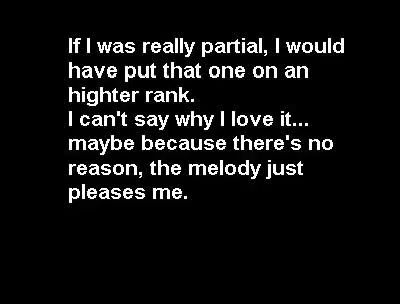 If I was really partial, I would
have put that one on an
highter rank.
I can't say why I love it...
maybe because there's no
reason, the melody just
pleases me.